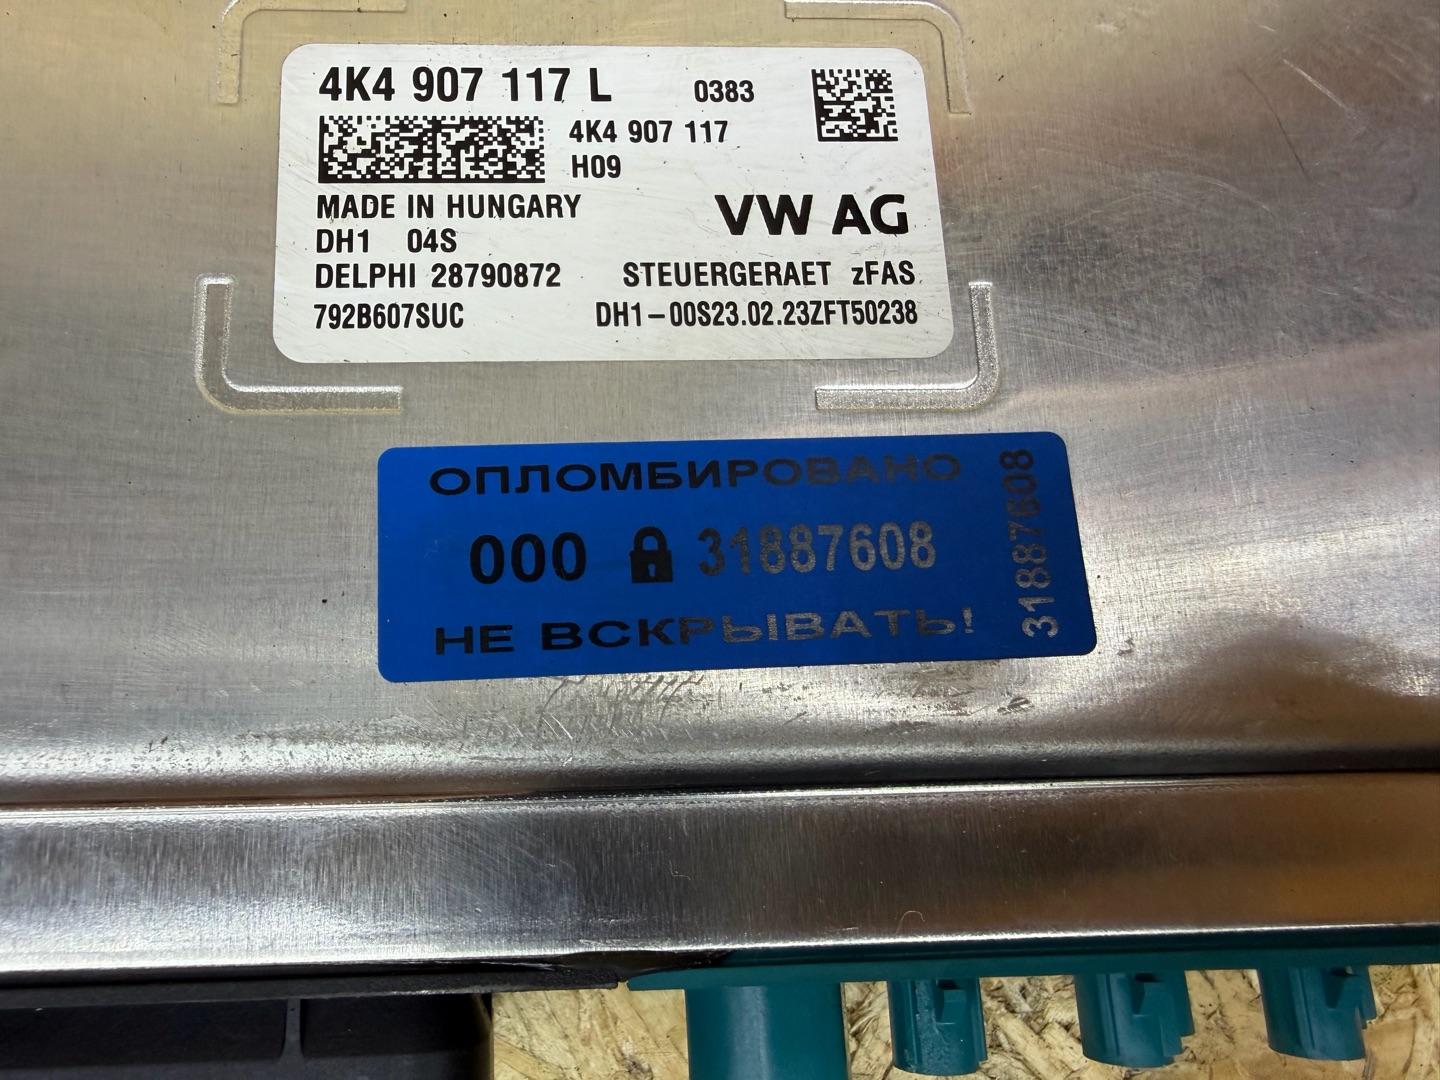 4K4 907 117 L 0383
4K4 907 117
H09
MADE IN HUNGARY
VW AG
DH1 04S
DELPHI 28790872 STEUERGERAET zFAS
792B607SUC DH1-00S23.02.23ZFT50238
ОПЛОМБИРОВАНО
000 31887608
НЕ ВСКРЫВАТЬ!
31887608